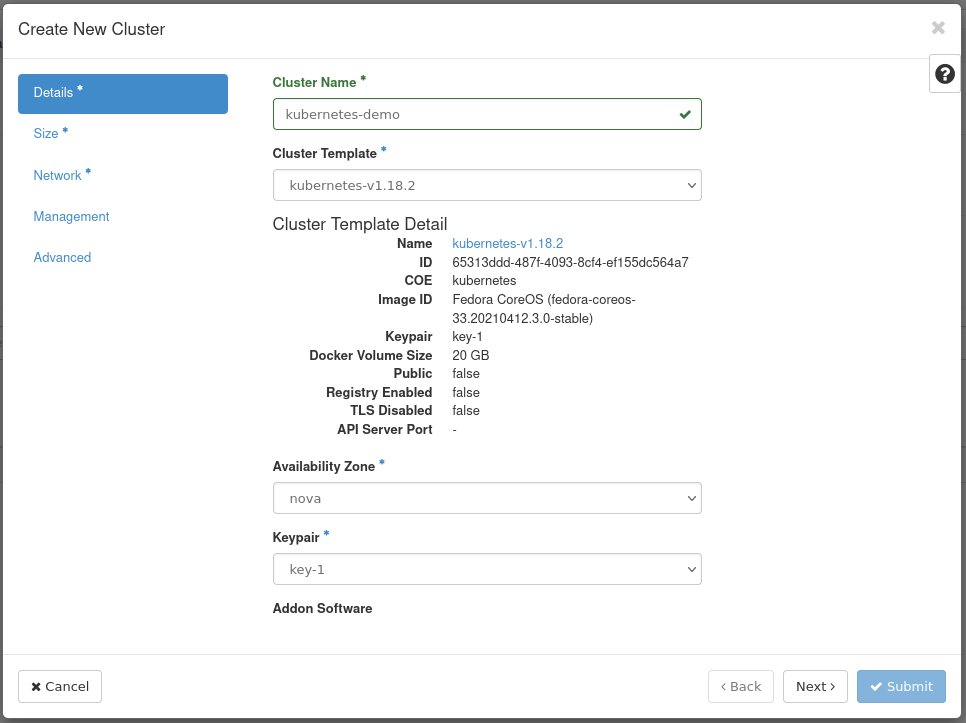 Create New Cluster
✖
?
Details *
Size *
Network *
Management
Advanced
Cluster Name *
kubernetes-demo
Cluster Template *
kubernetes-v1.18.2
Cluster Template Detail
Name kubernetes-v1.18.2
ID 65313ddd-487f-4093-8cf4-ef155dc564a7
COE kubernetes
Image ID Fedora CoreOS (fedora-coreos-
33.20210412.3.0-stable)
Keypair key-1
Docker Volume Size 20 GB
Public false
Registry Enabled false
TLS Disabled false
API Server Port -
Availability Zone *
nova
Keypair *
key-1
Addon Software
✖ Cancel
‹ Back
Next ›
✔ Submit